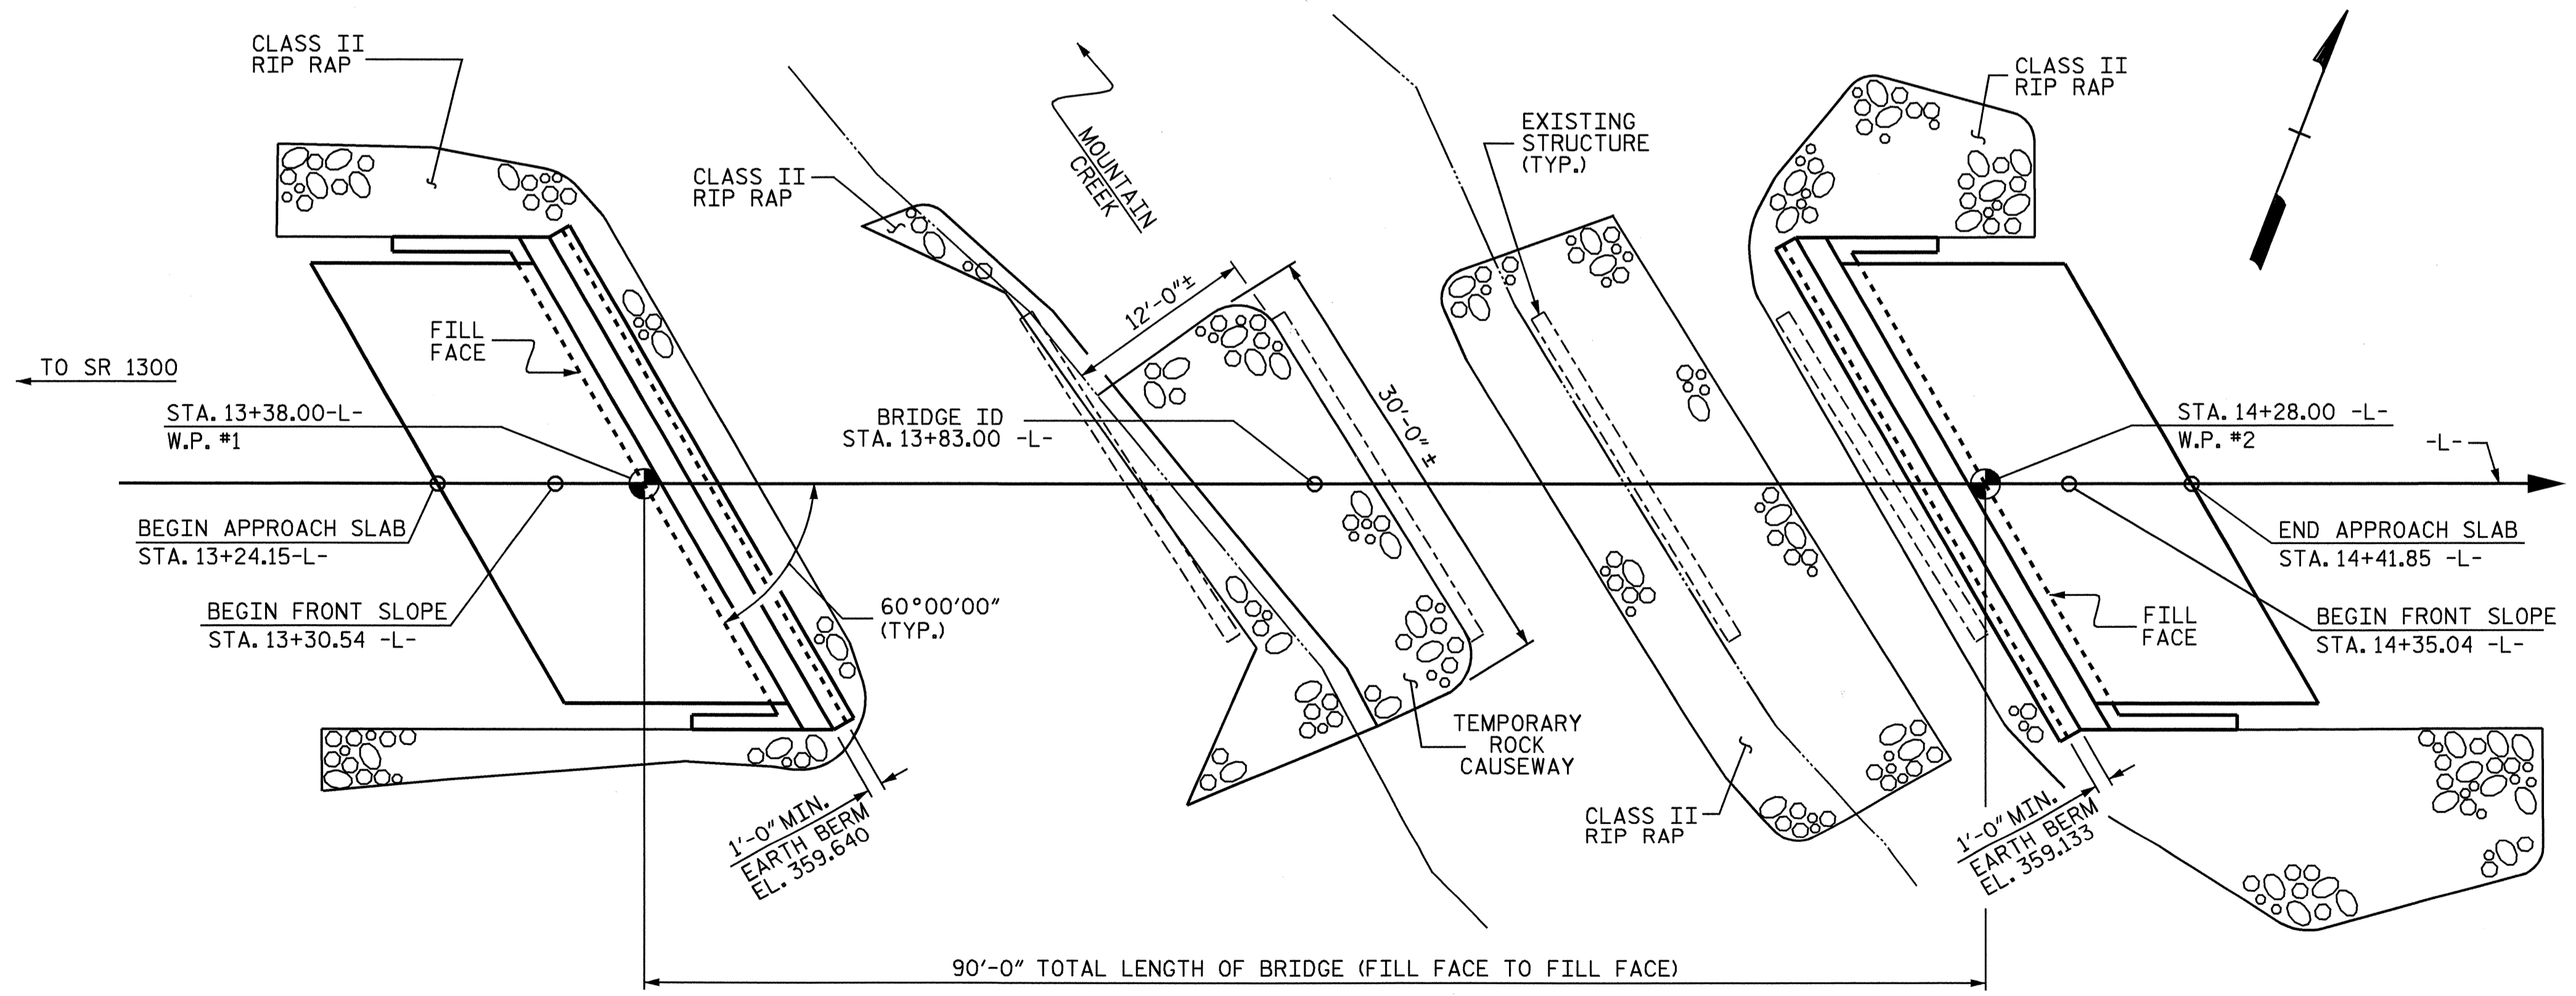 CLASS II
RIP RAP
CLASS II
RIP RAP
MOUNTAIN
CREEK
EXISTING
STRUCTURE
(TYP.)
CLASS II
RIP RAP
12'-0"±
30'-0"±
FILL
FACE
TO SR 1300
STA. 13+38.00-L-
W.P. #1
BRIDGE ID
STA. 13+83.00 -L-
STA. 14+28.00 -L-
W.P. #2
-L-
BEGIN APPROACH SLAB
STA. 13+24.15-L-
BEGIN FRONT SLOPE
STA. 13+30.54 -L-
60°00'00"
(TYP.)
END APPROACH SLAB
STA. 14+41.85 -L-
BEGIN FRONT SLOPE
STA. 14+35.04 -L-
FILL
FACE
TEMPORARY
ROCK
CAUSEWAY
CLASS II
RIP RAP
1'-0" MIN.
EARTH BERM
EL. 359.640
1'-0" MIN.
EARTH BERM
EL. 359.133
90'-0" TOTAL LENGTH OF BRIDGE (FILL FACE TO FILL FACE)